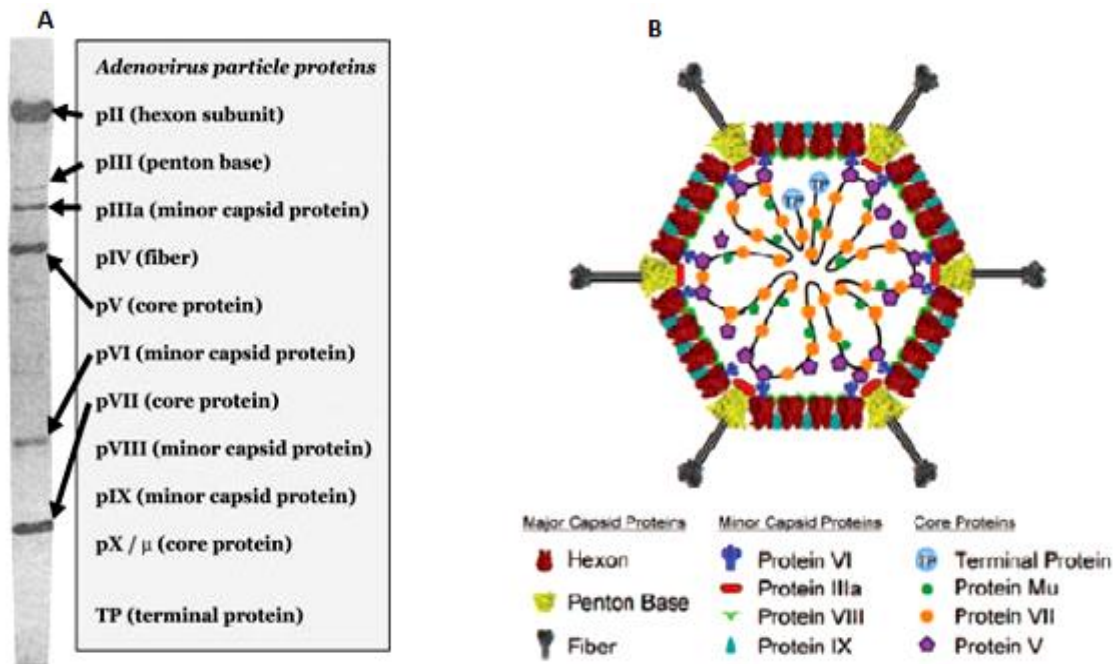 A
Adenovirus particle proteins
pII (hexon subunit)
pIII (penton base)
pIIIa (minor capsid protein)
pIV (fiber)
pV (core protein)
pVI (minor capsid protein)
pVII (core protein)
pVIII (minor capsid protein)
pIX (minor capsid protein)
pX / μ (core protein)
TP (terminal protein)
B
TP
TP
Major Capsid Proteins
Hexon
Penton Base
Fiber
Minor Capsid Proteins
Protein VI
Protein IIIa
Protein VIII
Protein IX
Core Proteins
TP Terminal Protein
Protein Mu
Protein VII
Protein V